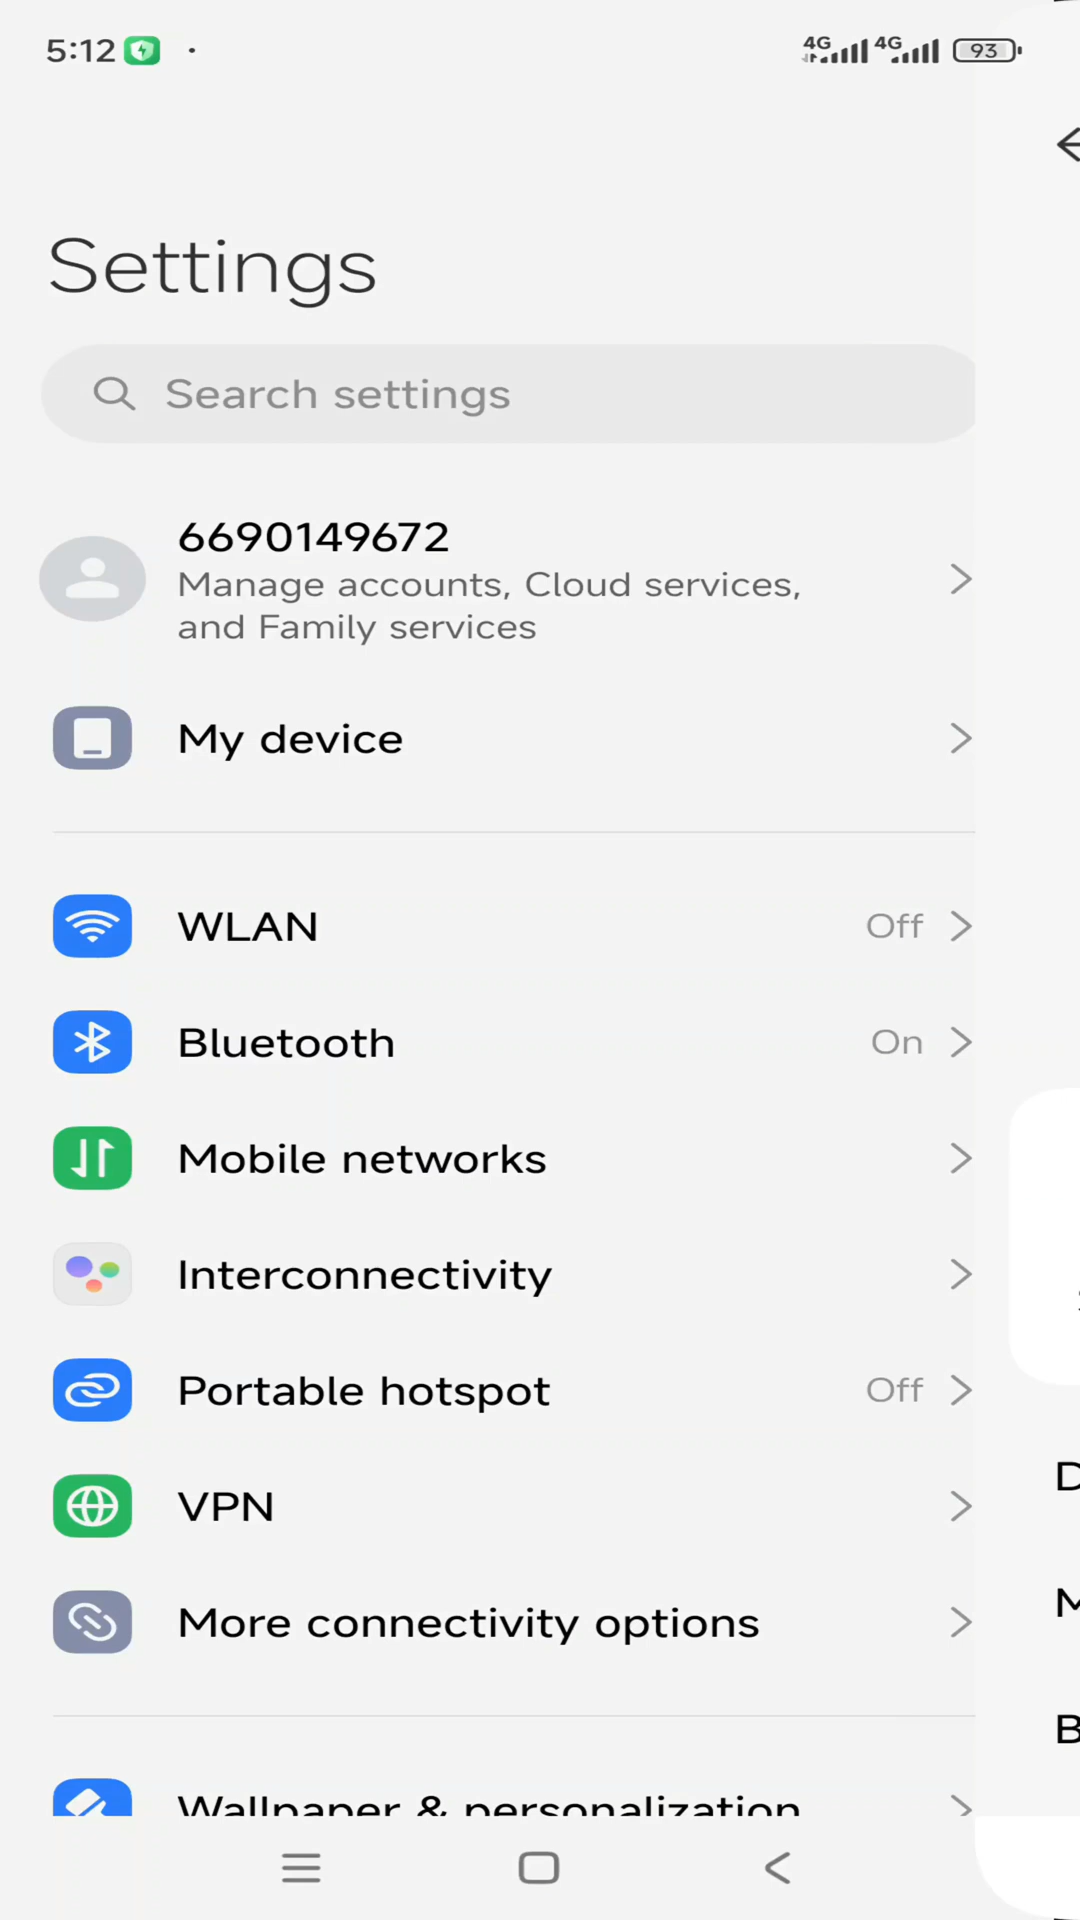 5:12
4G 4G 93
Settings
Search settings
6690149672
Manage accounts, Cloud services,
and Family services
My device
WLAN Off
Bluetooth On
Mobile networks
Interconnectivity
Portable hotspot Off
D
VPN
More connectivity options
M
B
Wallpaper & personalization